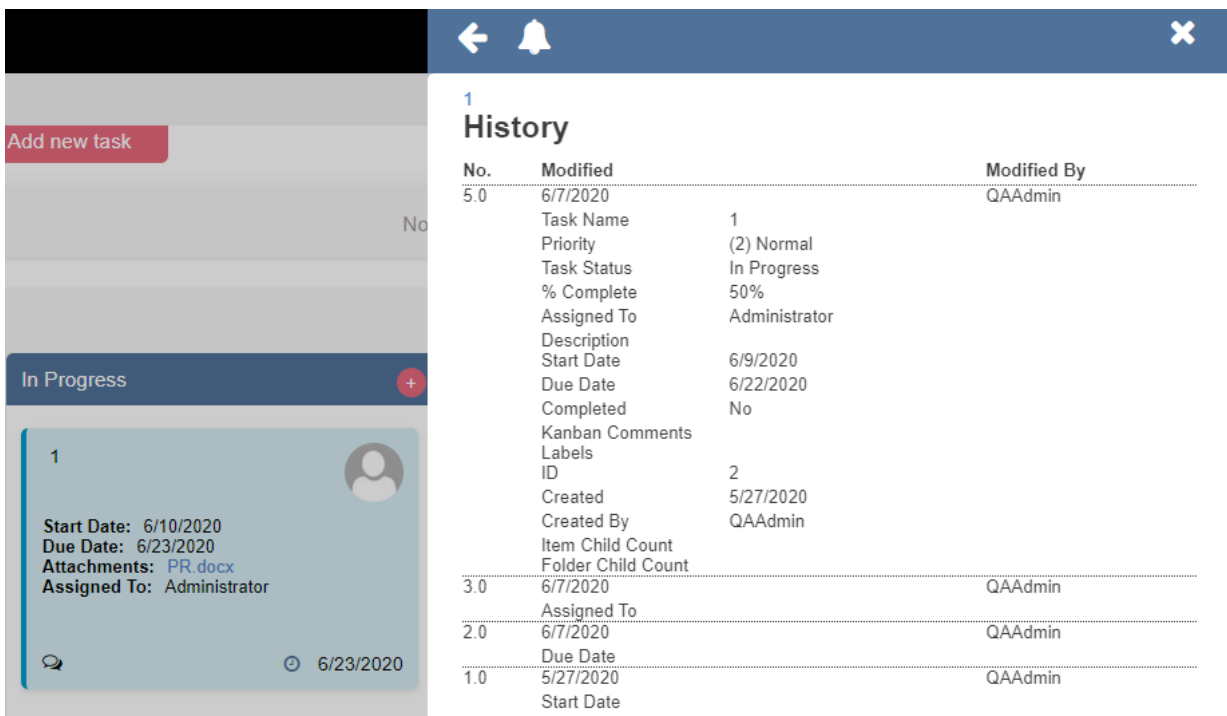 Add new task
No
In Progress
+
1
Start Date: 6/10/2020
Due Date: 6/23/2020
Attachments: PR.docx
Assigned To: Administrator
6/23/2020
1
History
No. Modified Modified By
5.0 6/7/2020 QAAdmin
Task Name 1
Priority (2) Normal
Task Status In Progress
% Complete 50%
Assigned To Administrator
Description
Start Date 6/9/2020
Due Date 6/22/2020
Completed No
Kanban Comments
Labels
ID 2
Created 5/27/2020
Created By QAAdmin
Item Child Count
Folder Child Count
3.0 6/7/2020 QAAdmin
Assigned To
2.0 6/7/2020 QAAdmin
Due Date
1.0 5/27/2020 QAAdmin
Start Date